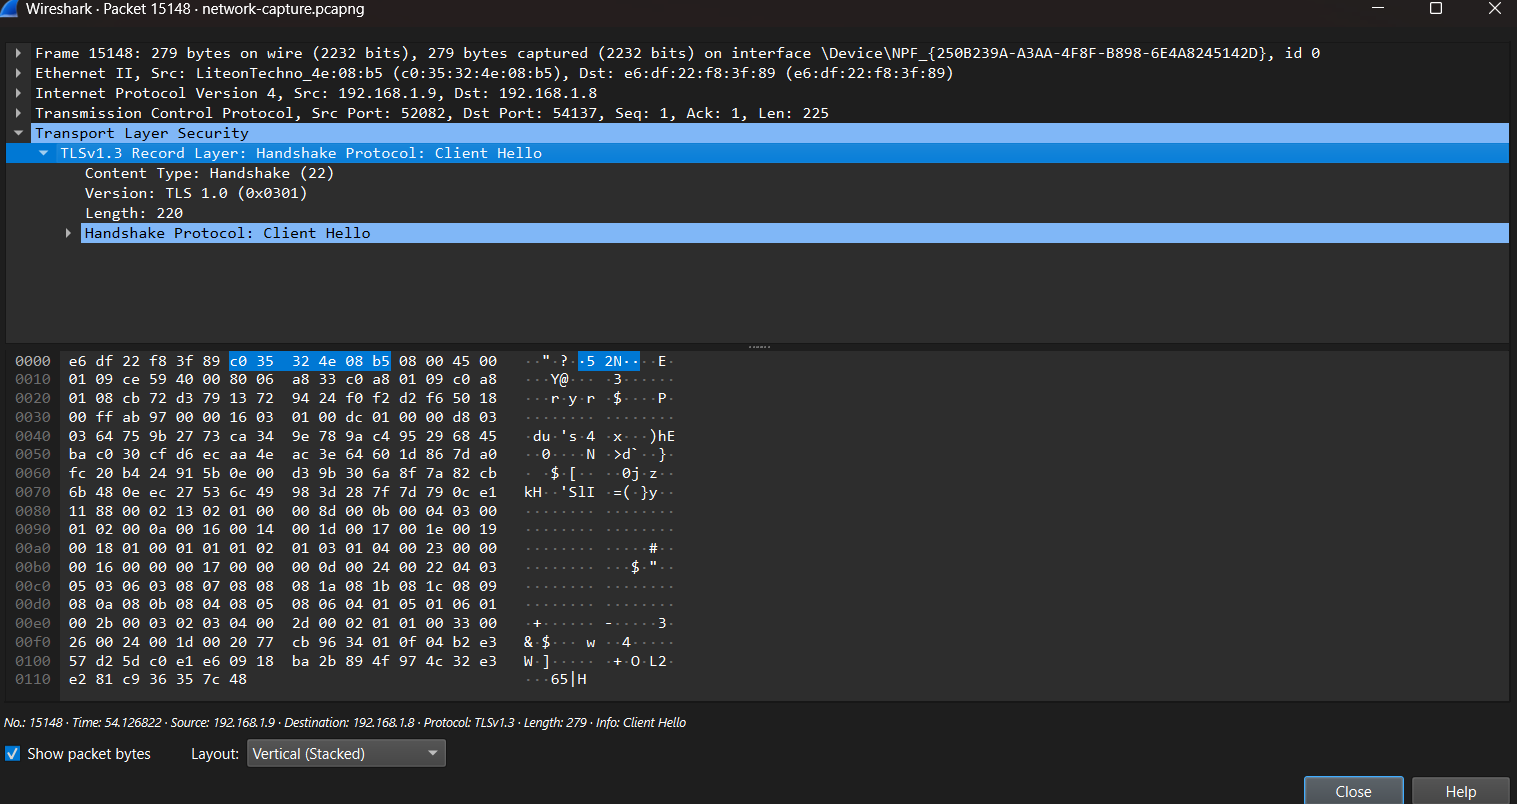 Wireshark · Packet 15148 · network-capture.pcapng
Frame 15148: 279 bytes on wire (2232 bits), 279 bytes captured (2232 bits) on interface \Device\NPF_{250B239A-A3AA-4F8F-B898-6E4A8245142D}, id 0
Ethernet II, Src: LiteonTechno_4e:08:b5 (c0:35:32:4e:08:b5), Dst: e6:df:22:f8:3f:89 (e6:df:22:f8:3f:89)
Internet Protocol Version 4, Src: 192.168.1.9, Dst: 192.168.1.8
Transmission Control Protocol, Src Port: 52082, Dst Port: 54137, Seq: 1, Ack: 1, Len: 225
Transport Layer Security
TLSv1.3 Record Layer: Handshake Protocol: Client Hello
Content Type: Handshake (22)
Version: TLS 1.0 (0x0301)
Length: 220
Handshake Protocol: Client Hello
0000 e6 df 22 f8 3f 89 c0 35 32 4e 08 b5 08 00 45 00 ··"·?··5 2N····E·
0010 01 09 ce 59 40 00 80 06 a8 33 c0 a8 01 09 c0 a8 ···Y@··· ·3······
0020 01 08 cb 72 d3 79 13 72 94 24 f0 f2 d2 f6 50 18 ···r·y·r ·$····P·
0030 00 ff ab 97 00 00 16 03 01 00 dc 01 00 00 d8 03 ········ ········
0040 03 64 75 9b 27 73 ca 34 9e 78 9a c4 95 29 68 45 ·du·'s·4 ·x···)hE
0050 ba c0 30 cf d6 ec aa 4e ac 3e 64 60 1d 86 7d a0 ··0····N ·>d`··}·
0060 fc 20 b4 24 91 5b 0e 00 d3 9b 30 6a 8f 7a 82 cb · ·$·[·· ··0j·z··
0070 6b 48 0e ec 27 53 6c 49 98 3d 28 7f 7d 79 0c e1 kH··'SlI ·=(·}y··
0080 11 88 00 02 13 02 01 00 00 8d 00 0b 00 04 03 00 ········ ········
0090 01 02 00 0a 00 16 00 14 00 1d 00 17 00 1e 00 19 ········ ········
00a0 00 18 01 00 01 01 01 02 01 03 01 04 00 23 00 00 ········ ·····#··
00b0 00 16 00 00 00 17 00 00 00 0d 00 24 00 22 04 03 ········ ···$·"··
00c0 05 03 06 03 08 07 08 08 08 1a 08 1b 08 1c 08 09 ········ ········
00d0 08 0a 08 0b 08 04 08 05 08 06 04 01 05 01 06 01 ········ ········
00e0 00 2b 00 03 02 03 04 00 2d 00 02 01 01 00 33 00 ·+······ -·····3·
00f0 26 00 24 00 1d 00 20 77 cb 96 34 01 0f 04 b2 e3 &·$··· w ··4·····
0100 57 d2 5d c0 e1 e6 09 18 ba 2b 89 4f 97 4c 32 e3 W·]····· ·+·O·L2·
0110 e2 81 c9 36 35 7c 48 ···65|H
No.: 15148 · Time: 54.126822 · Source: 192.168.1.9 · Destination: 192.168.1.8 · Protocol: TLSv1.3 · Length: 279 · Info: Client Hello
Show packet bytes Layout: Vertical (Stacked)
Close Help